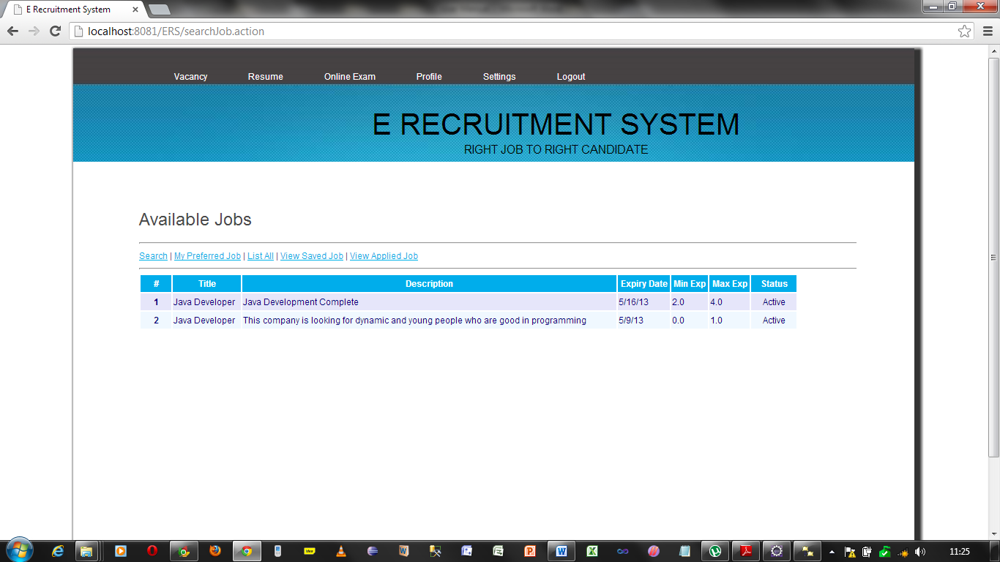 E Recruitment System
localhost:8081/ERS/searchJob.action
Vacancy Resume Online Exam Profile Settings Logout
E RECRUITMENT SYSTEM
RIGHT JOB TO RIGHT CANDIDATE
Available Jobs
Search | My Preferred Job | List All | View Saved Job | View Applied Job
# Title Description Expiry Date Min Exp Max Exp Status
1 Java Developer Java Development Complete 5/16/13 2.0 4.0 Active
2 Java Developer This company is looking for dynamic and young people who are good in programming 5/9/13 0.0 1.0 Active
11:25